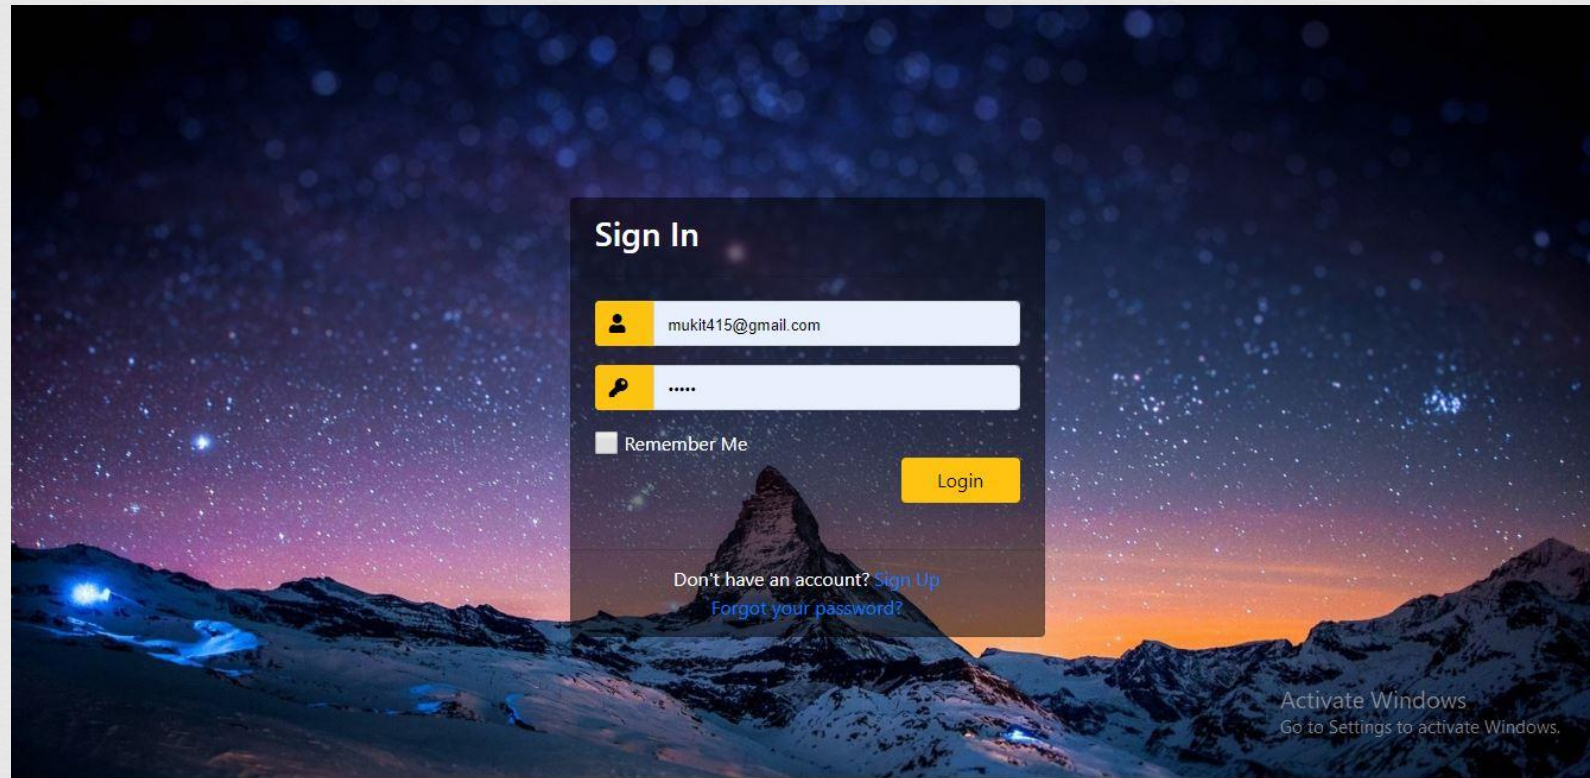 Sign In
mukit415@gmail.com
•••••
Remember Me
Login
Don't have an account? Sign Up
Forgot your password?
Activate Windows
Go to Settings to activate Windows.